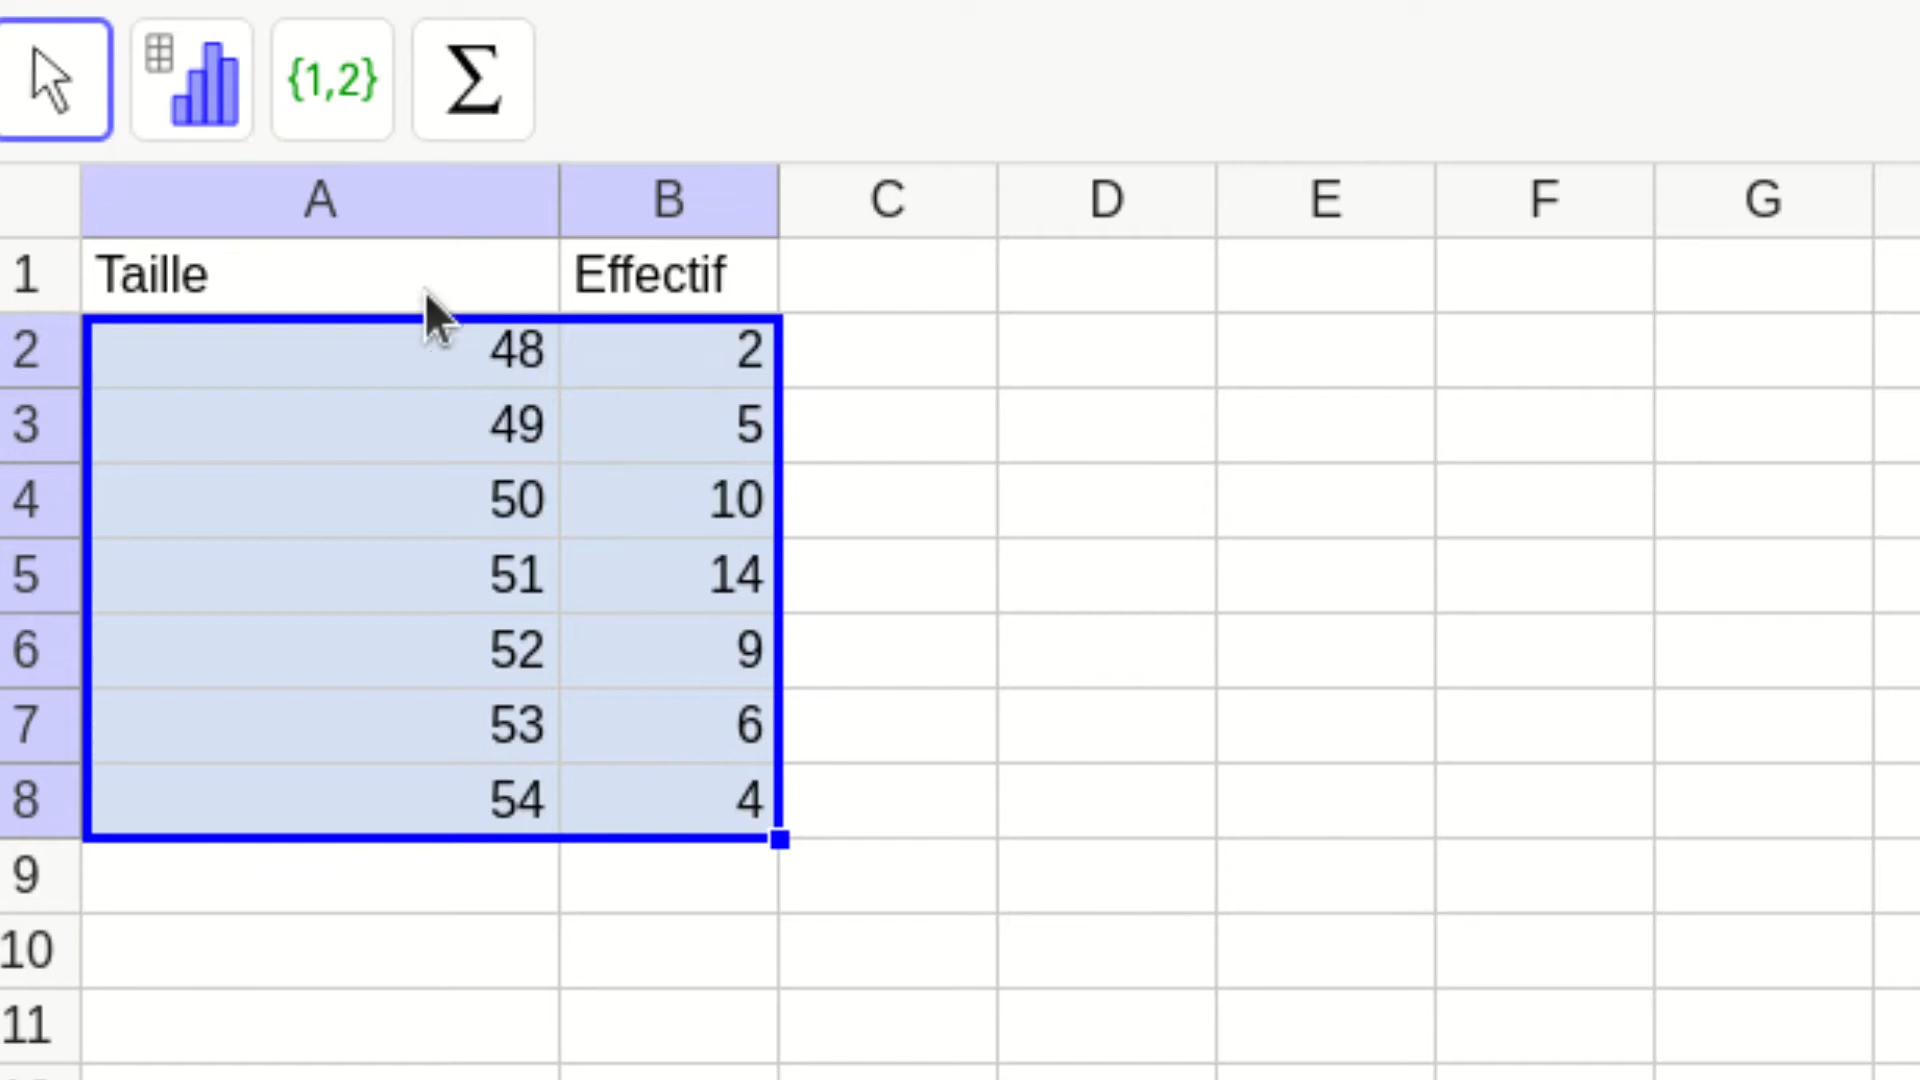 {1,2} Σ
A B C D E F G
1 Taille Effectif
2 48 2
3 49 5
4 50 10
5 51 14
6 52 9
7 53 6
8 54 4
9
10
11